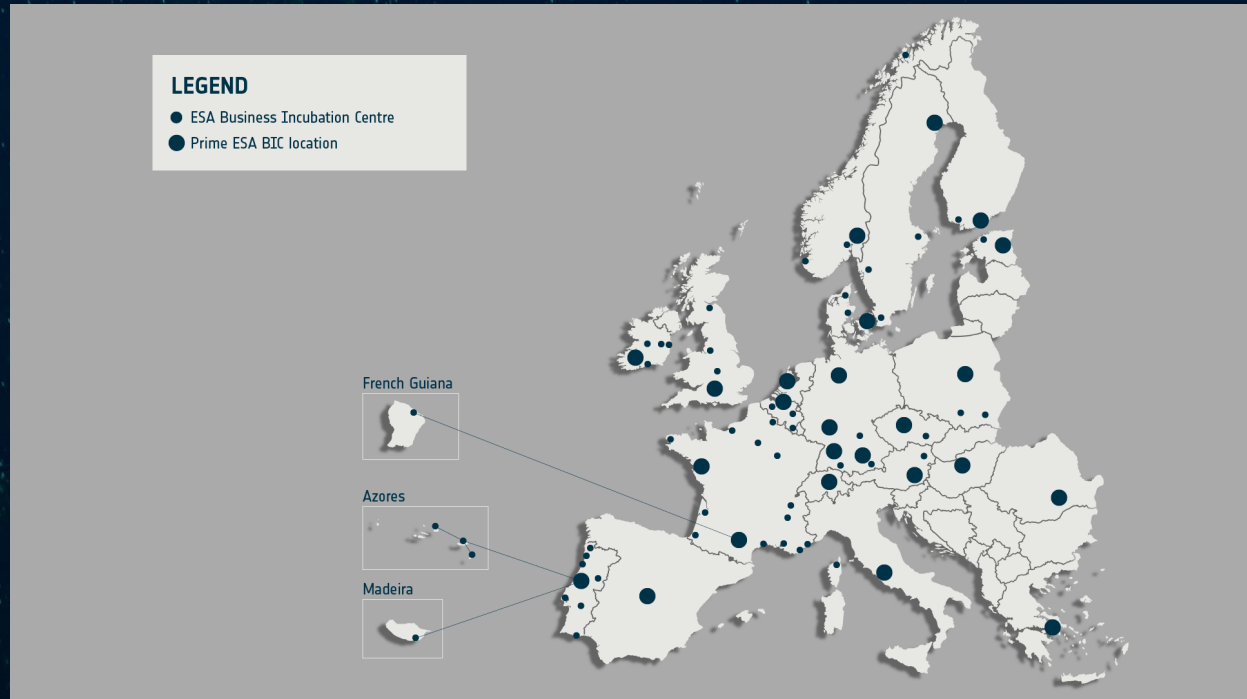 LEGEND
ESA Business Incubation Centre
Prime ESA BIC location
French Guiana
Azores
Madeira